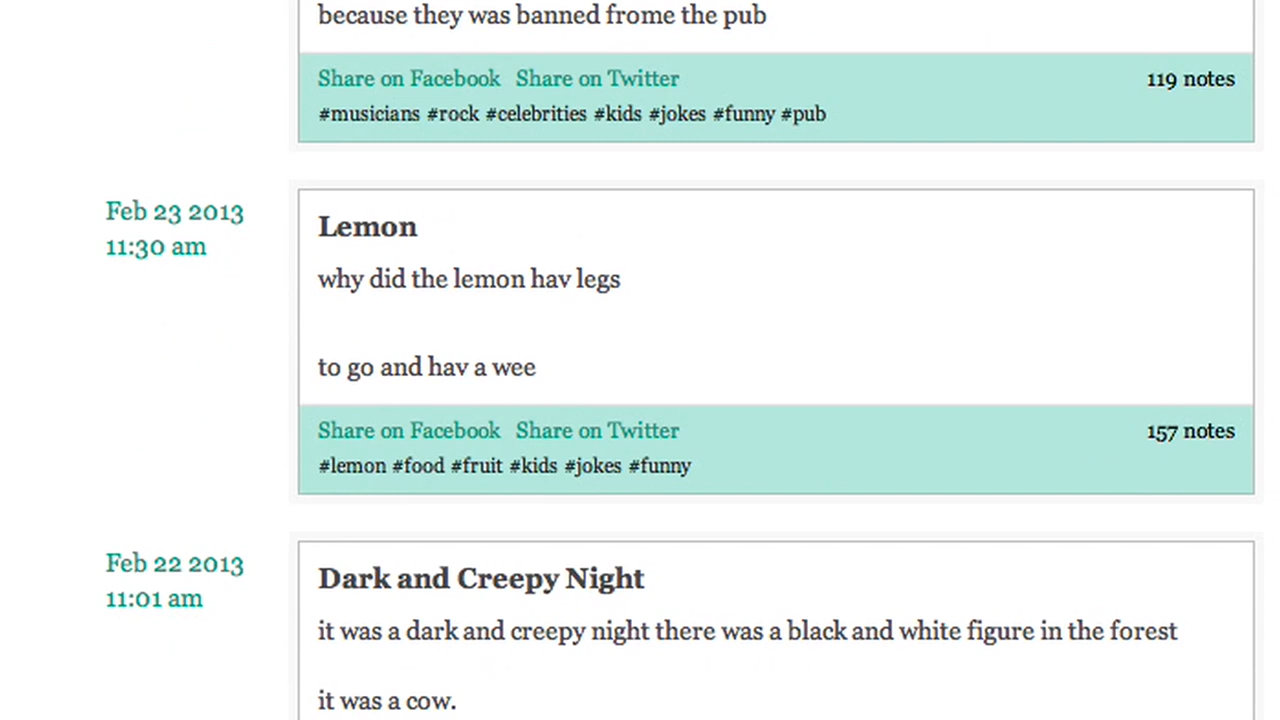 because they was banned frome the pub
Share on Facebook Share on Twitter
119 notes
#musicians #rock #celebrities #kids #jokes #funny #pub
Feb 23 2013
11:30 am
Lemon
why did the lemon hav legs
to go and hav a wee
Share on Facebook Share on Twitter
157 notes
#lemon #food #fruit #kids #jokes #funny
Feb 22 2013
11:01 am
Dark and Creepy Night
it was a dark and creepy night there was a black and white figure in the forest
it was a cow.